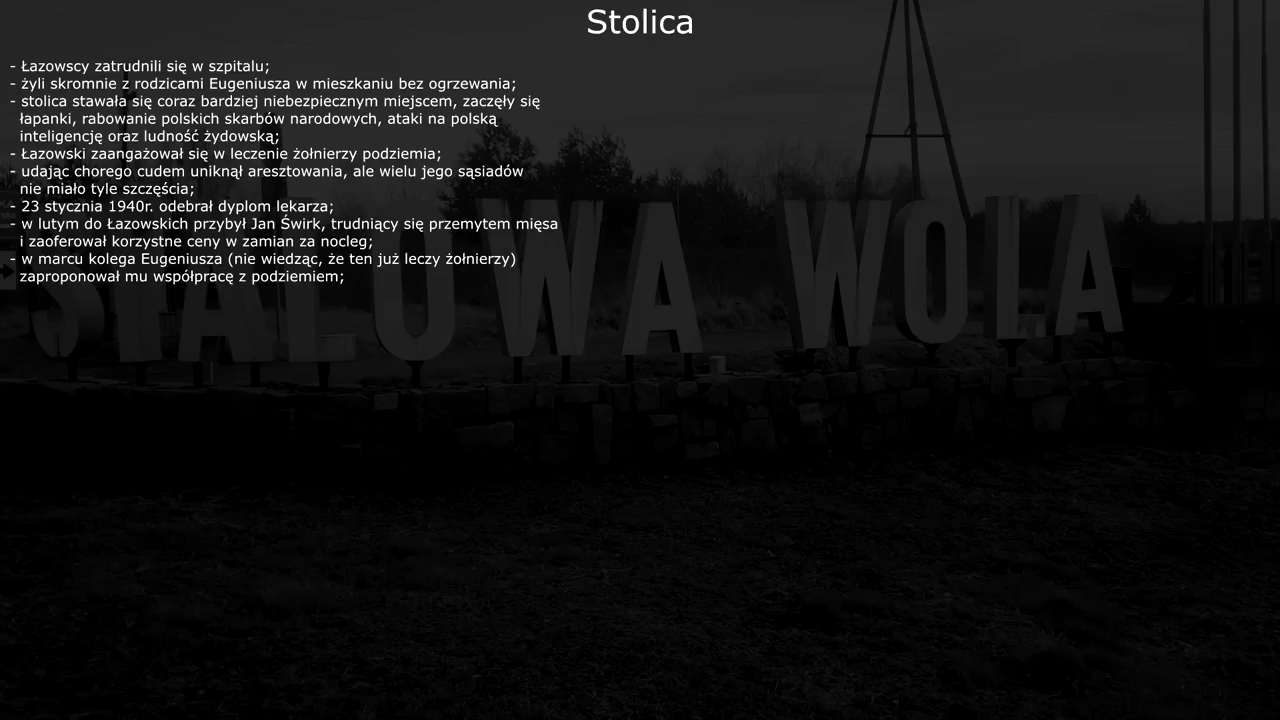 Stolica
- Łazowscy zatrudnili się w szpitalu;
- żyli skromnie z rodzicami Eugeniusza w mieszkaniu bez ogrzewania;
- stolica stawała się coraz bardziej niebezpiecznym miejscem, zaczęły się
łapanki, rabowanie polskich skarbów narodowych, ataki na polską
inteligencję oraz ludność żydowską;
- Łazowski zaangażował się w leczenie żołnierzy podziemia;
- udając chorego cudem uniknął aresztowania, ale wielu jego sąsiadów
nie miało tyle szczęścia;
- 23 stycznia 1940r. odebrał dyplom lekarza;
- w lutym do Łazowskich przybył Jan Świrk, trudniący się przemytem mięsa
i zaoferował korzystne ceny w zamian za nocleg;
- w marcu kolega Eugeniusza (nie wiedząc, że ten już leczy żołnierzy)
zaproponował mu współpracę z podziemiem;
STALOWA WOLA